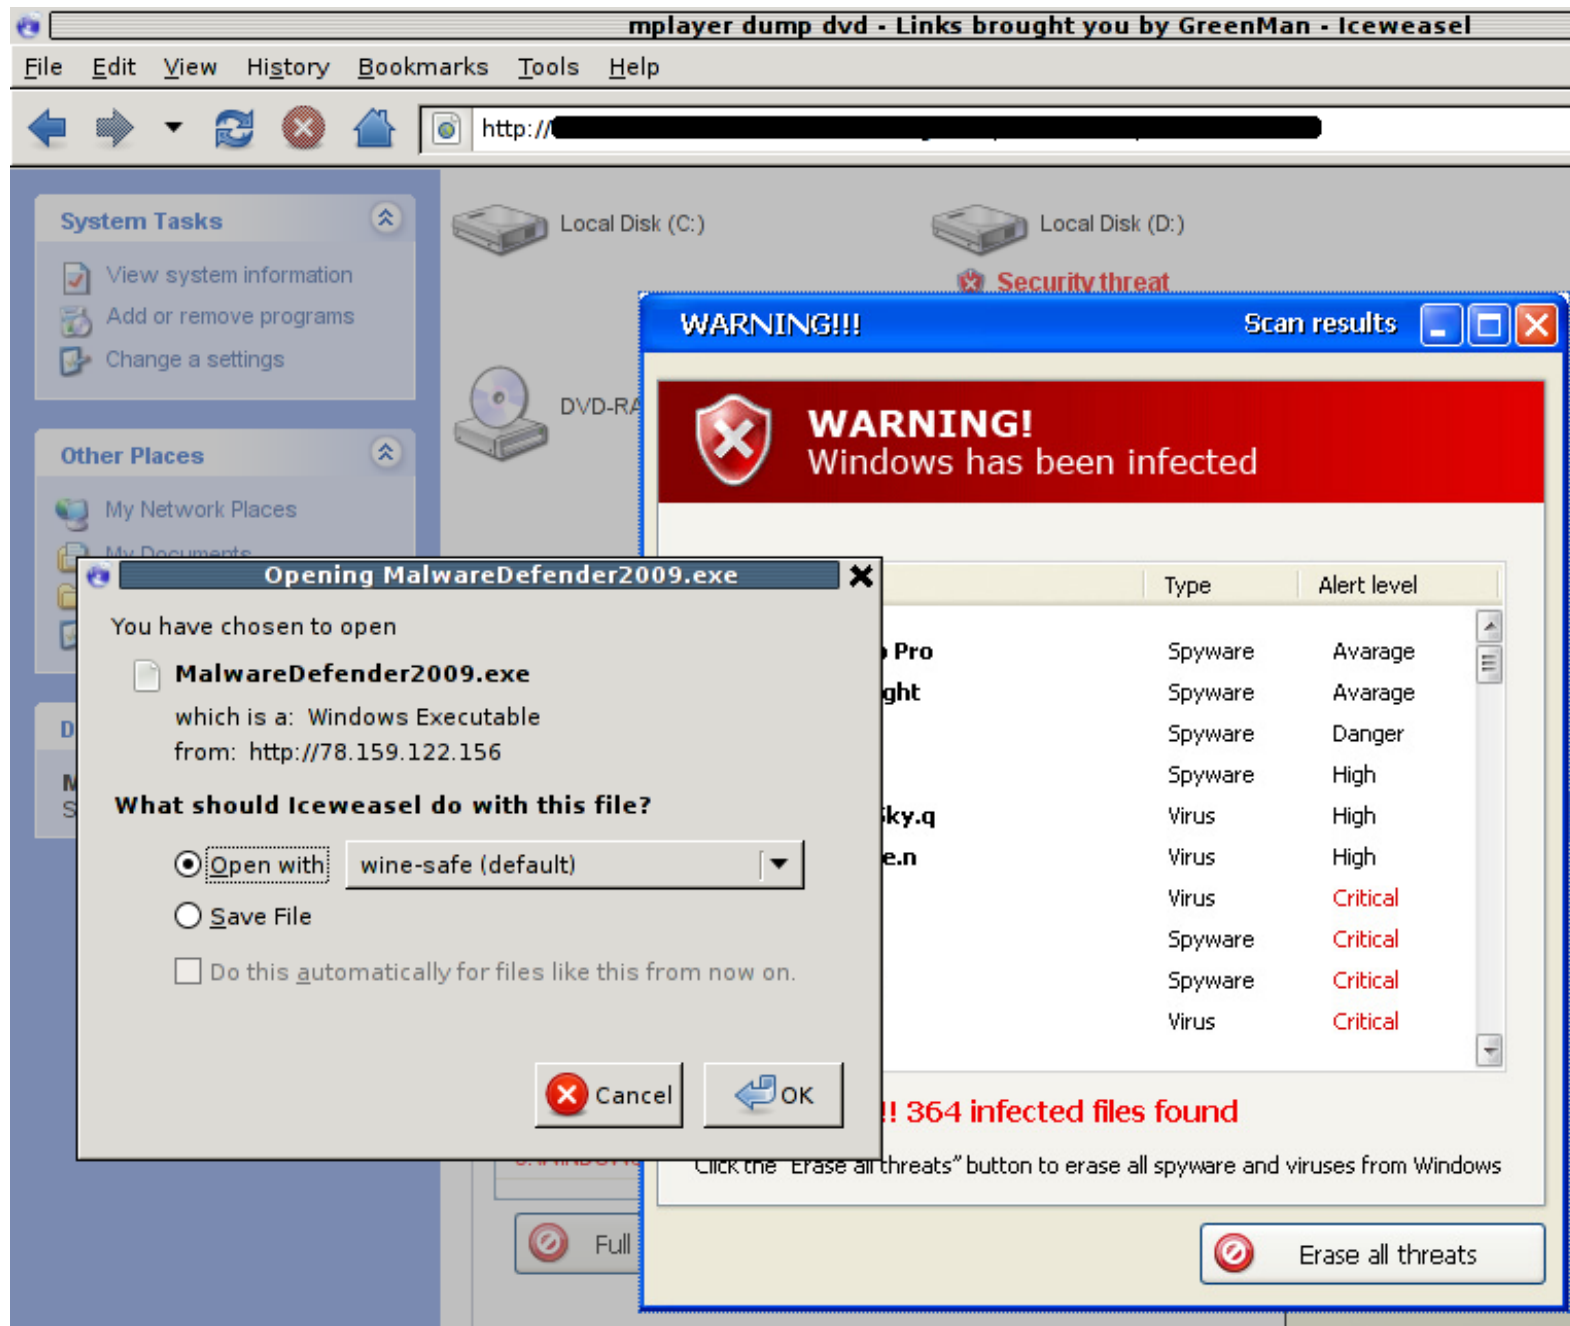 mplayer dump dvd - Links brought you by GreenMan - Iceweasel
File Edit View History Bookmarks Tools Help
http://
System Tasks
View system information
Add or remove programs
Change a settings
Other Places
My Network Places
My Documents
Local Disk (C:)
Local Disk (D:)
Security threat
DVD-RA
WARNING!!! Scan results
WARNING!
Windows has been infected
Type Alert level
Pro Spyware Avarage
ght Spyware Avarage
Spyware Danger
Spyware High
Sky.q Virus High
e.n Virus High
Virus Critical
Spyware Critical
Spyware Critical
Virus Critical
!! 364 infected files found
Click the "Erase all threats" button to erase all spyware and viruses from Windows
Full
Erase all threats
Opening MalwareDefender2009.exe
You have chosen to open
MalwareDefender2009.exe
which is a: Windows Executable
from: http://78.159.122.156
What should Iceweasel do with this file?
Open with wine-safe (default)
Save File
Do this automatically for files like this from now on.
Cancel OK